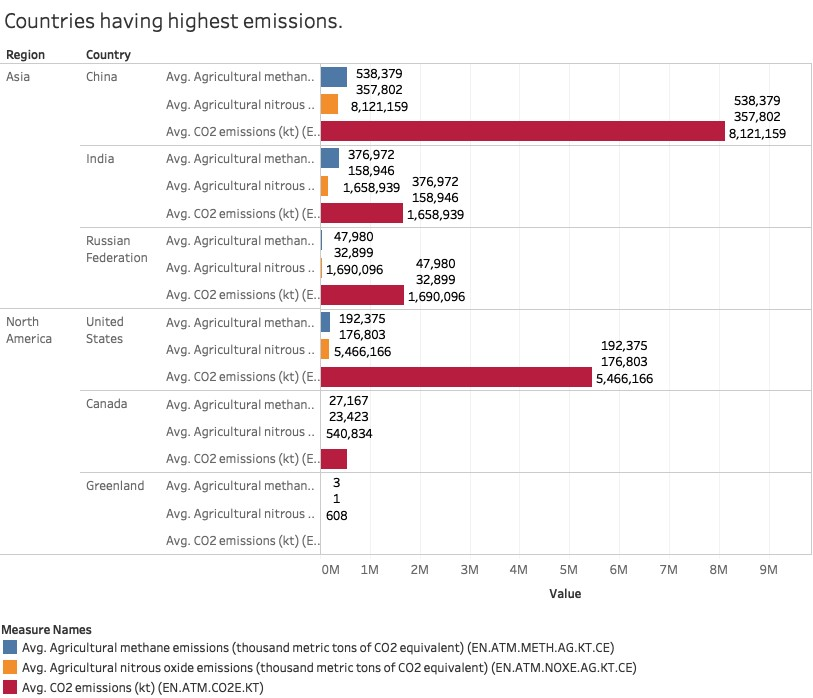 Countries having highest emissions.
Region Country
Asia China Avg. Agricultural methan.. 538,379
357,802
Avg. Agricultural nitrous .. 8,121,159
538,379
357,802
Avg. CO2 emissions (kt) (E.. 8,121,159
India Avg. Agricultural methan.. 376,972
158,946
Avg. Agricultural nitrous .. 1,658,939
376,972
158,946
Avg. CO2 emissions (kt) (E.. 1,658,939
Russian Federation Avg. Agricultural methan.. 47,980
32,899
Avg. Agricultural nitrous .. 1,690,096
47,980
32,899
Avg. CO2 emissions (kt) (E.. 1,690,096
North America United States Avg. Agricultural methan.. 192,375
176,803
Avg. Agricultural nitrous .. 5,466,166
192,375
176,803
Avg. CO2 emissions (kt) (E.. 5,466,166
Canada Avg. Agricultural methan.. 27,167
23,423
Avg. Agricultural nitrous .. 540,834
Avg. CO2 emissions (kt) (E..
Greenland Avg. Agricultural methan.. 3
1
Avg. Agricultural nitrous .. 608
Avg. CO2 emissions (kt) (E..
0M 1M 2M 3M 4M 5M 6M 7M 8M 9M
Value
Measure Names
Avg. Agricultural methane emissions (thousand metric tons of CO2 equivalent) (EN.ATM.METH.AG.KT.CE)
Avg. Agricultural nitrous oxide emissions (thousand metric tons of CO2 equivalent) (EN.ATM.NOXE.AG.KT.CE)
Avg. CO2 emissions (kt) (EN.ATM.CO2E.KT)